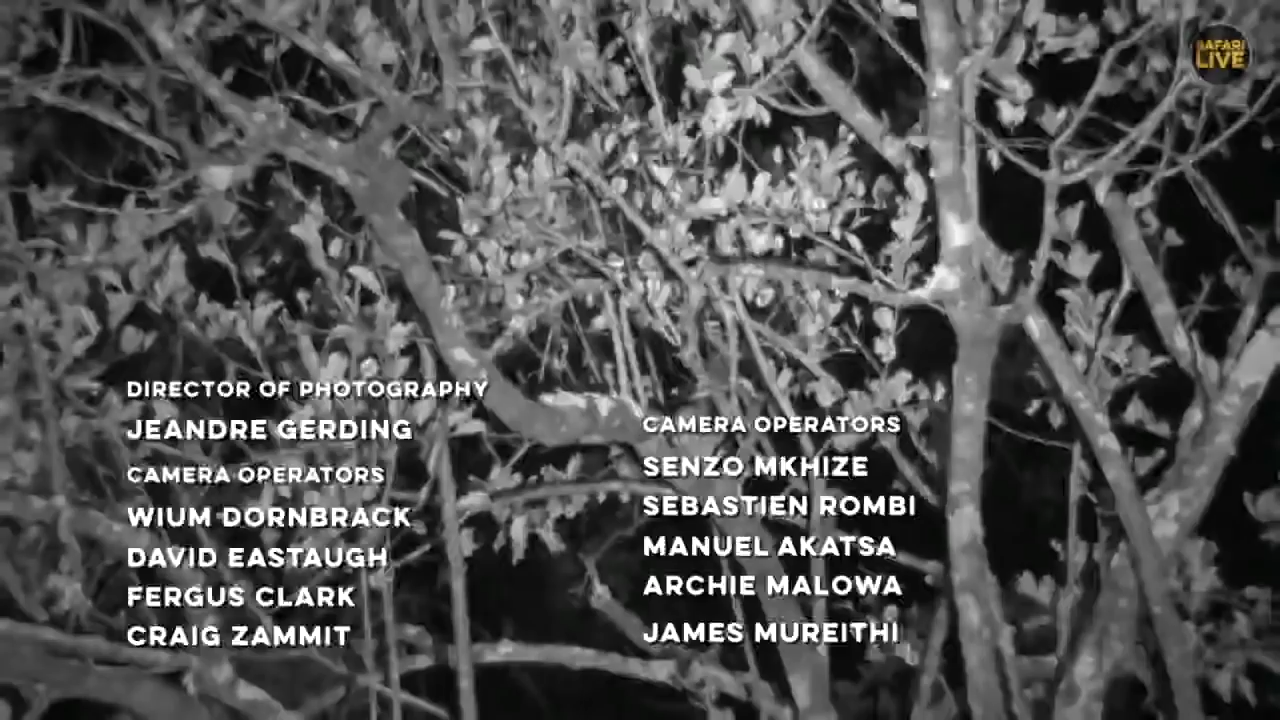 SAFARI
LIVE
DIRECTOR OF PHOTOGRAPHY
JEANDRE GERDING
CAMERA OPERATORS
WIUM DORNBRACK
DAVID EASTAUGH
FERGUS CLARK
CRAIG ZAMMIT
CAMERA OPERATORS
SENZO MKHIZE
SEBASTIEN ROMBI
MANUEL AKATSA
ARCHIE MALOWA
JAMES MUREITHI